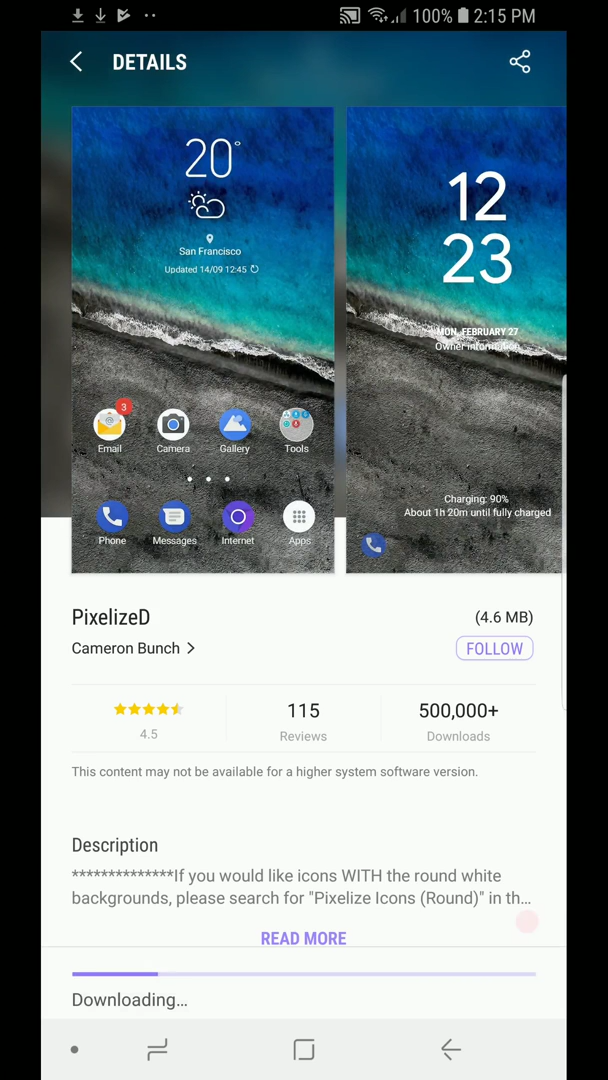 100% 2:15 PM
DETAILS
20°
San Francisco
Updated 14/09 12:45
3
Email Camera Gallery Tools
Phone Messages Internet Apps
12
23
MON, FEBRUARY 27
Owner information
Charging: 90%
About 1h 20m until fully charged
PixelizeD
(4.6 MB)
Cameron Bunch
FOLLOW
4.5
115
Reviews
500,000+
Downloads
This content may not be available for a higher system software version.
Description
**************If you would like icons WITH the round white
backgrounds, please search for "Pixelize Icons (Round)" in th...
READ MORE
Downloading...